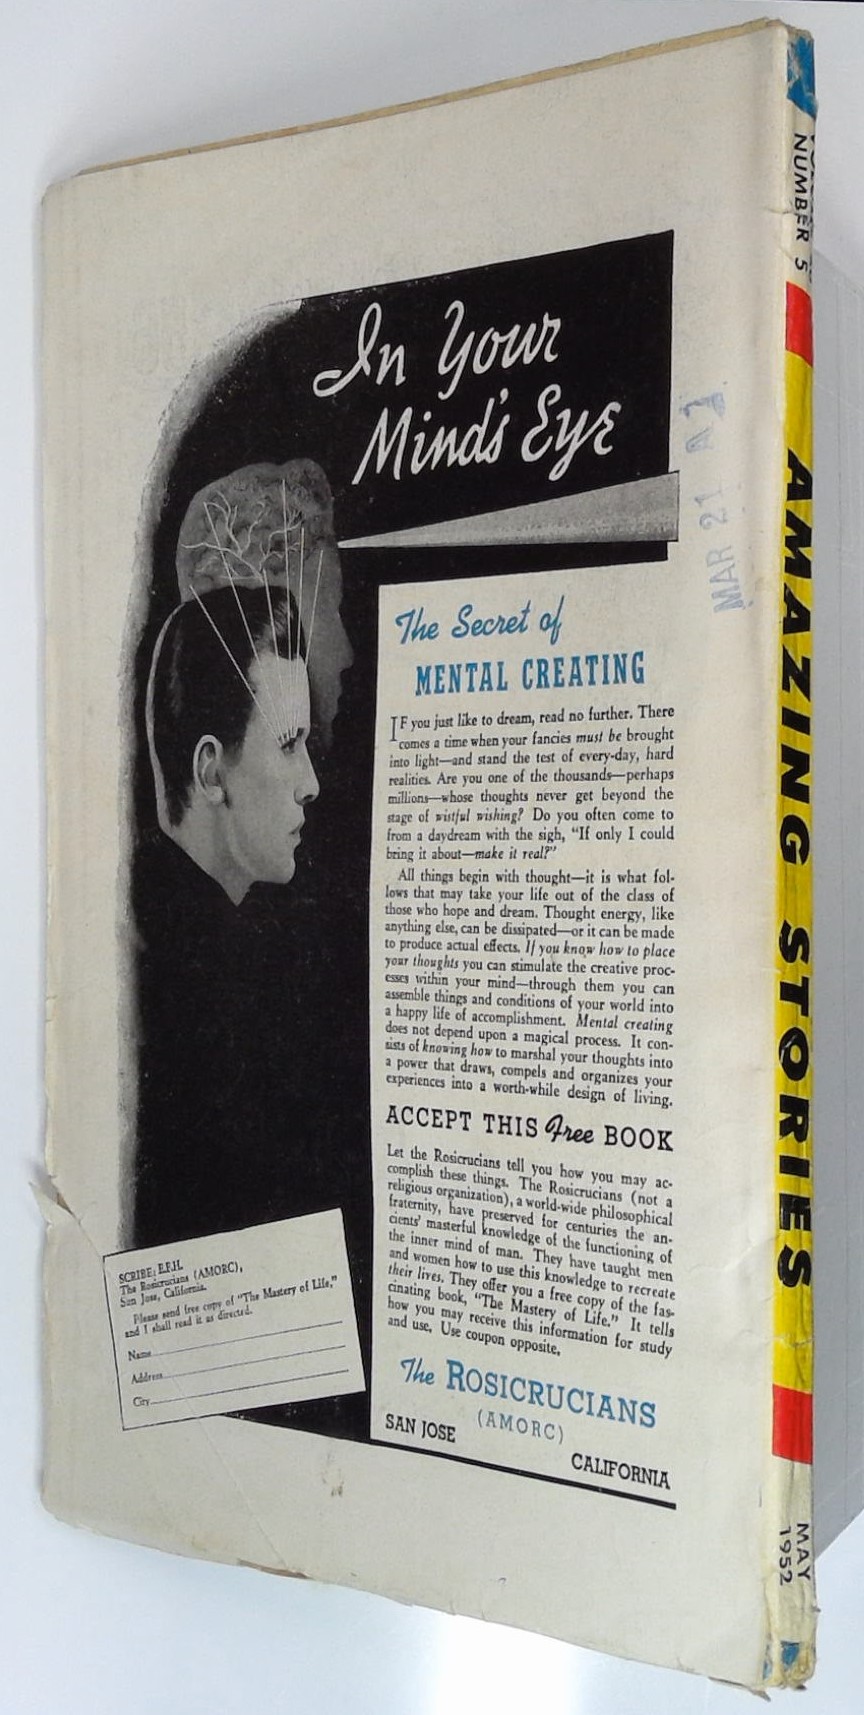 In Your
Mind's Eye
The Secret of
MENTAL CREATING
IF you just like to dream, read no further. There
comes a time when your fancies must be brought
into light—and stand the test of every-day, hard
realities. Are you one of the thousands—perhaps
millions—whose thoughts never get beyond the
stage of wistful wishing? Do you often come to
from a daydream with the sigh, "If only I could
bring it about—make it real?"
All things begin with thought—it is what fol-
lows that may take your life out of the class of
those who hope and dream. Thought energy, like
anything else, can be dissipated—or it can be made
to produce actual effects. If you know how to place
your thoughts you can stimulate the creative proc-
esses within your mind—through them you can
assemble things and conditions of your world into
a happy life of accomplishment. Mental creating
does not depend upon a magical process. It con-
sists of knowing how to marshal your thoughts into
a power that draws, compels and organizes your
experiences into a worth-while design of living.
ACCEPT THIS Free BOOK
Let the Rosicrucians tell you how you may ac-
complish these things. The Rosicrucians (not a
religious organization), a world-wide philosophical
fraternity, have preserved for centuries the an-
cients' masterful knowledge of the functioning of
the inner mind of man. They have taught men
and women how to use this knowledge to recreate
their lives. They offer you a free copy of the fas-
cinating book, "The Mastery of Life." It tells
how you may receive this information for study
and use. Use coupon opposite.
The ROSICRUCIANS
(AMORC)
SAN JOSE
CALIFORNIA
SCRIBE: E.F.H.
The Rosicrucians (AMORC),
San Jose, California.
Please send free copy of "The Mastery of Life,"
and I shall read it as directed.
Name
Address
City
MAR 21
NUMBER 5
AMAZING STORIES
MAY
1952